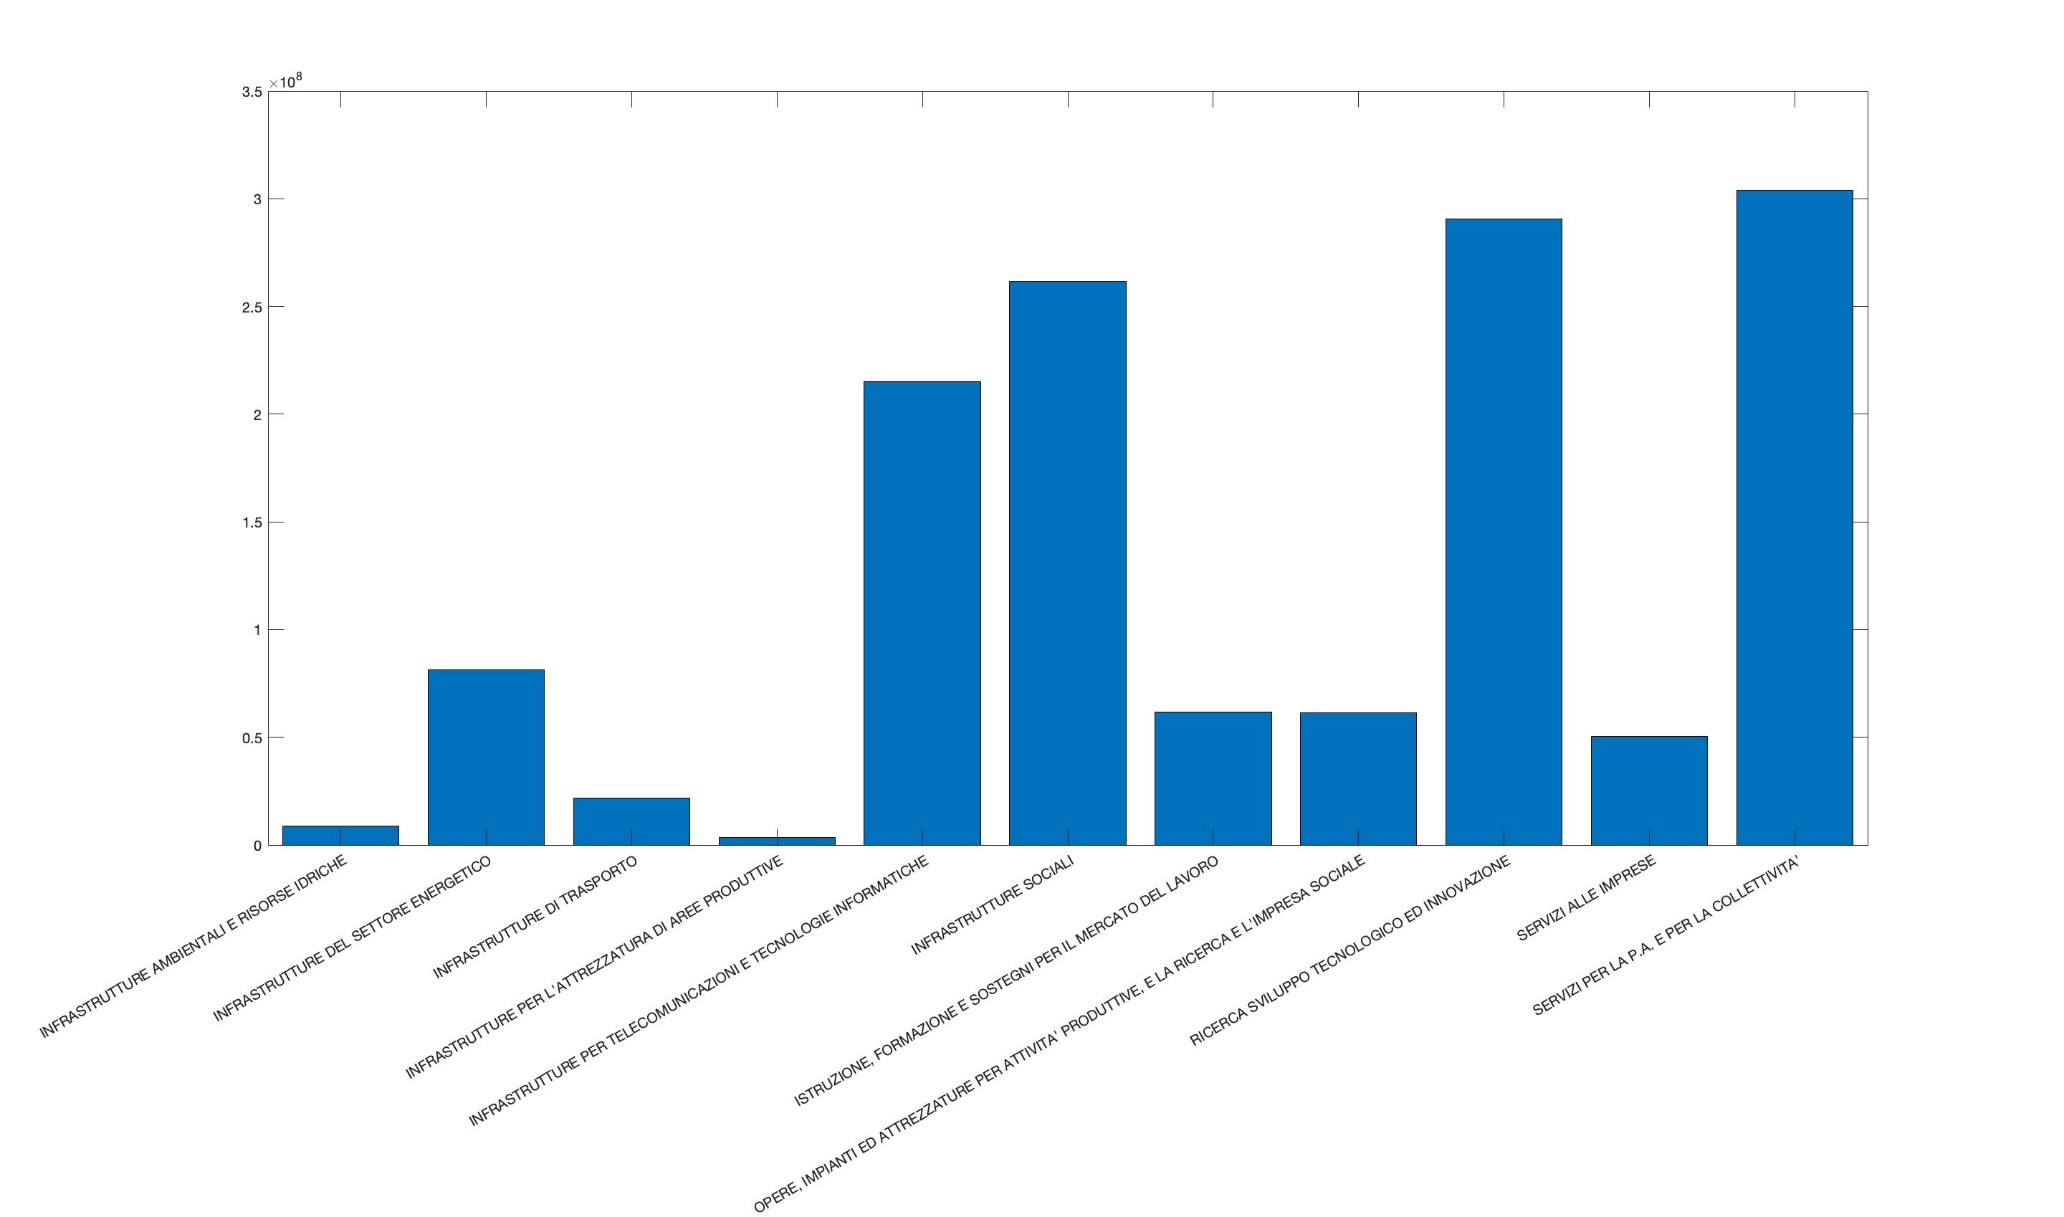 ×10⁸
3.5
3
2.5
2
1.5
1
0.5
0
INFRASTRUTTURE AMBIENTALI E RISORSE IDRICHE
INFRASTRUTTURE DEL SETTORE ENERGETICO
INFRASTRUTTURE DI TRASPORTO
INFRASTRUTTURE PER L'ATTREZZATURA DI AREE PRODUTTIVE
INFRASTRUTTURE PER TELECOMUNICAZIONI E TECNOLOGIE INFORMATICHE
INFRASTRUTTURE SOCIALI
ISTRUZIONE, FORMAZIONE E SOSTEGNI PER IL MERCATO DEL LAVORO
OPERE, IMPIANTI ED ATTREZZATURE PER ATTIVITA' PRODUTTIVE, E LA RICERCA E L'IMPRESA SOCIALE
RICERCA SVILUPPO TECNOLOGICO ED INNOVAZIONE
SERVIZI ALLE IMPRESE
SERVIZI PER LA P.A. E PER LA COLLETTIVITA'